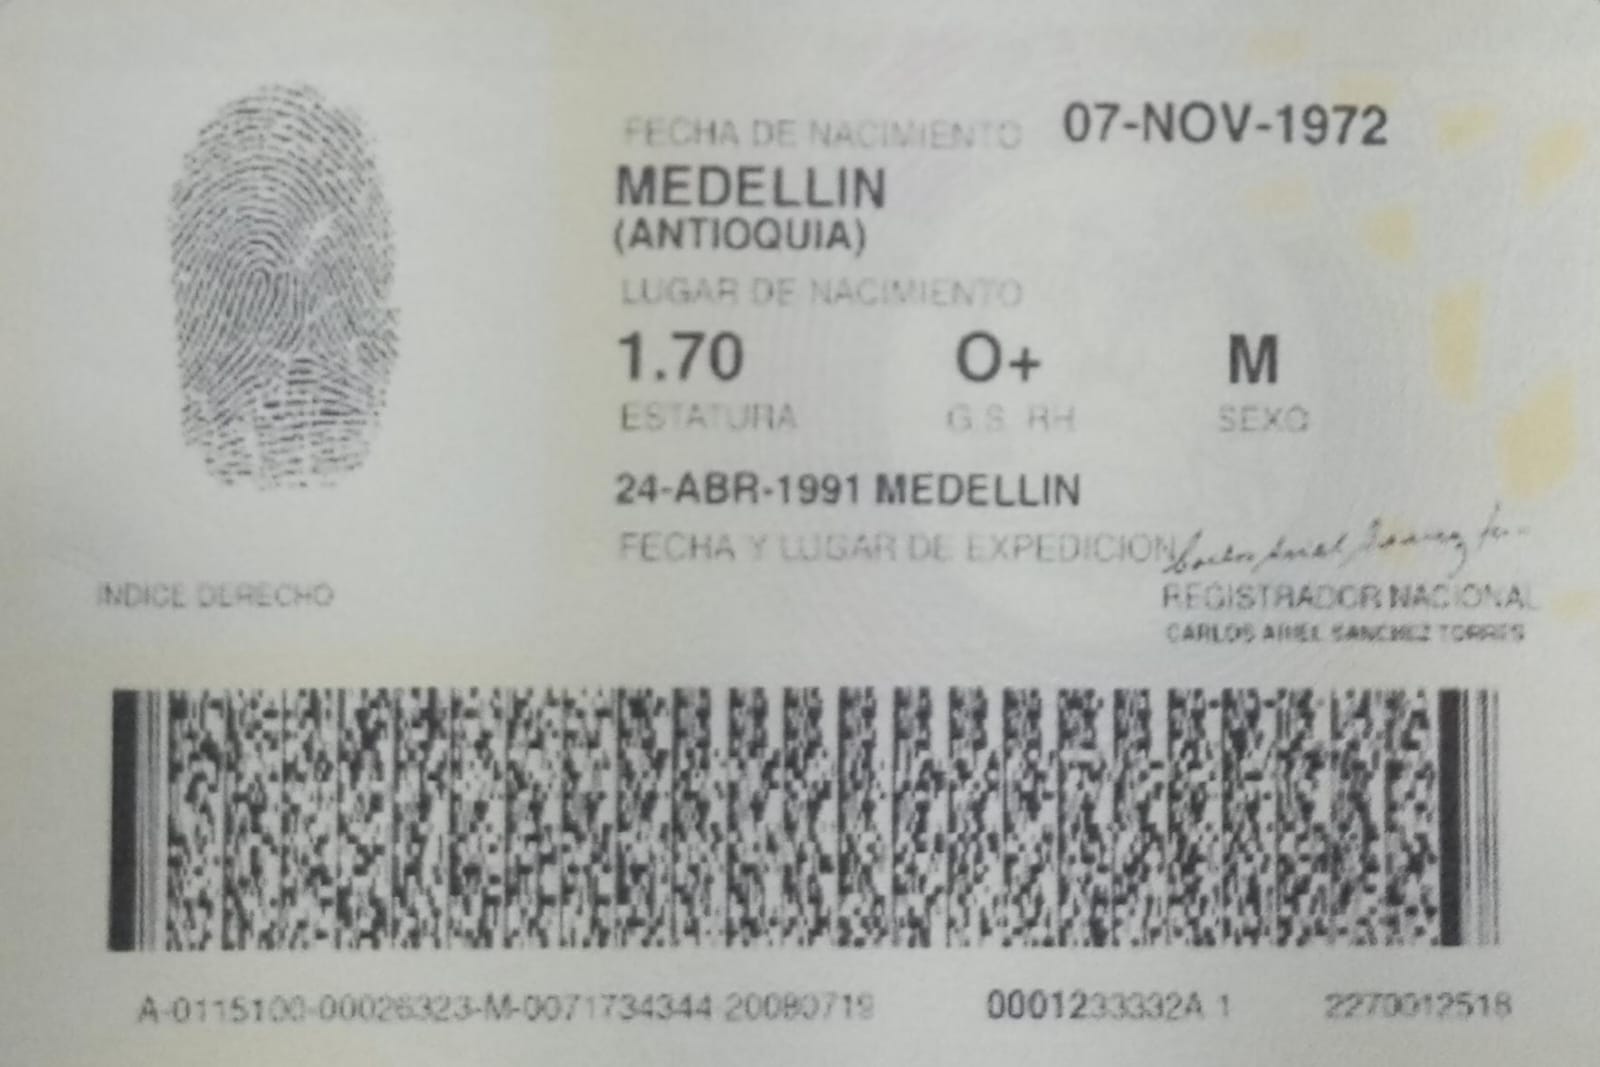 FECHA DE NACIMIENTO 07-NOV-1972
MEDELLIN
(ANTIOQUIA)
LUGAR DE NACIMIENTO
1.70 O+ M
ESTATURA G.S. RH SEXO
24-ABR-1991 MEDELLIN
FECHA Y LUGAR DE EXPEDICION
INDICE DERECHO
REGISTRADOR NACIONAL
CARLOS ARIEL SANCHEZ TORRES
A-0115100-00026323-M-0071734344-20080719 0001233332A 1